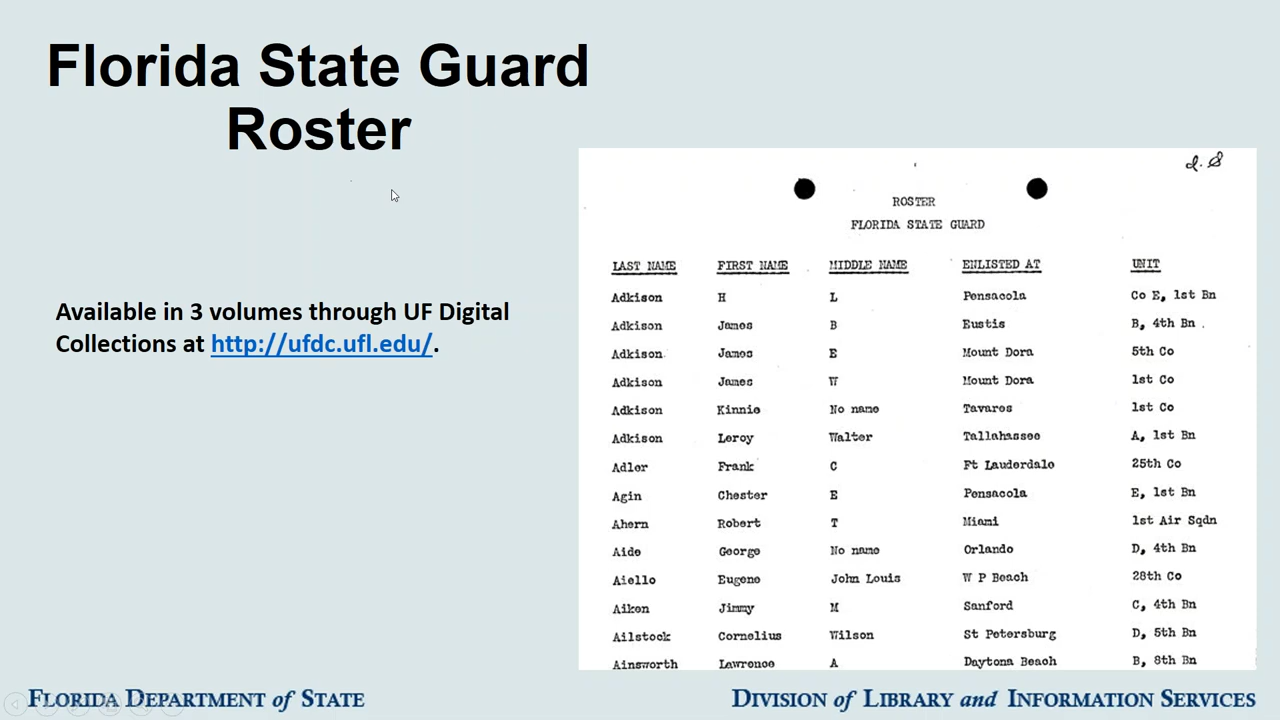 Florida State Guard
Roster
Available in 3 volumes through UF Digital
Collections at http://ufdc.ufl.edu/.
d. S
ROSTER
FLORIDA STATE GUARD
LAST NAME FIRST NAME MIDDLE NAME ENLISTED AT UNIT
Adkison H L Pensacola Co E, 1st Bn
Adkison James B Eustis B, 4th Bn .
Adkison James E Mount Dora 5th Co
Adkison James W Mount Dora 1st Co
Adkison Kinnie No name Tavares 1st Co
Adkison Leroy Walter Tallahassee A, 1st Bn
Adler Frank C Ft Lauderdale 25th Co
Agin Chester E Pensacola E, 1st Bn
Ahern Robert T Miami 1st Air Sqdn
Aide George No name Orlando D, 4th Bn
Aiello Eugene John Louis W P Beach 28th Co
Aiken Jimmy M Sanford C, 4th Bn
Ailstock Cornelius Wilson St Petersburg D, 5th Bn
Ainsworth Lawrence A Daytona Beach B, 8th Bn
FLORIDA DEPARTMENT of STATE DIVISION of LIBRARY and INFORMATION SERVICES